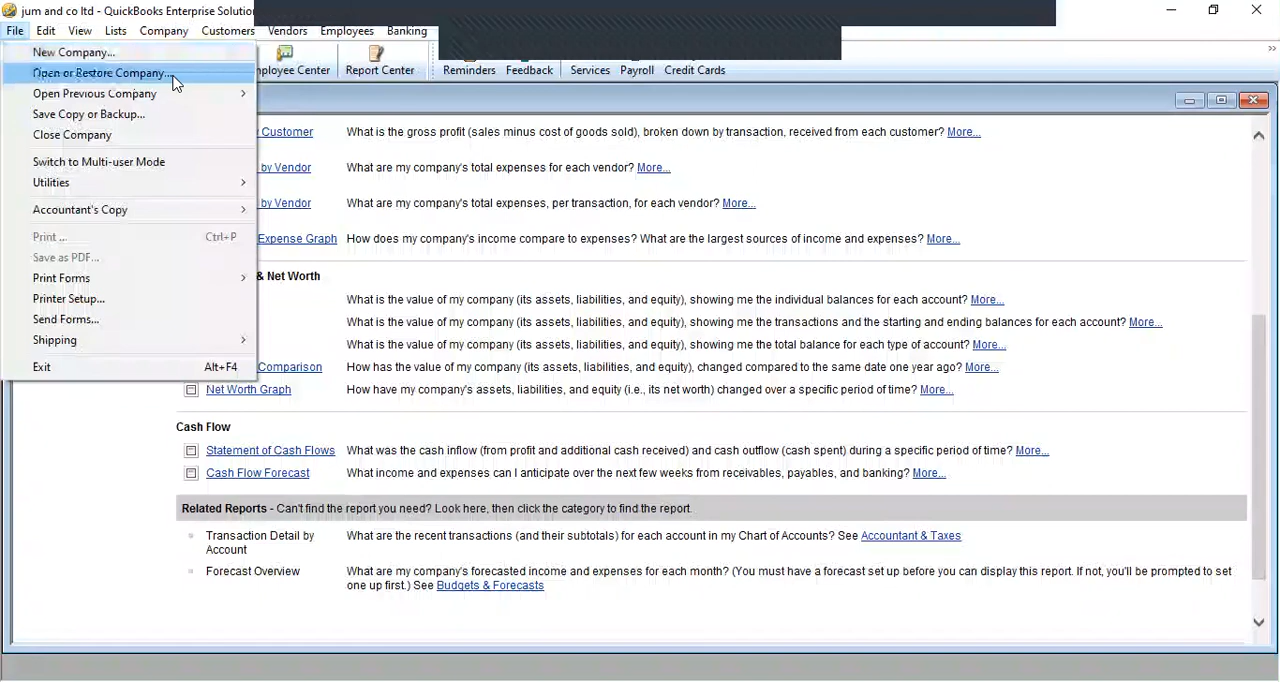 jum and co ltd - QuickBooks Enterprise Solution
File Edit View Lists Company Customers Vendors Employees Banking
New Company...
Open or Restore Company...
Open Previous Company
Save Copy or Backup...
Close Company
Switch to Multi-user Mode
Utilities
Accountant's Copy
Print ... Ctrl+P
Save as PDF...
Print Forms
Printer Setup...
Send Forms...
Shipping
Exit Alt+F4
Employee Center Report Center Reminders Feedback Services Payroll Credit Cards
Customer What is the gross profit (sales minus cost of goods sold), broken down by transaction, received from each customer? More...
by Vendor What are my company's total expenses for each vendor? More...
by Vendor What are my company's total expenses, per transaction, for each vendor? More...
Expense Graph How does my company's income compare to expenses? What are the largest sources of income and expenses? More...
& Net Worth
What is the value of my company (its assets, liabilities, and equity), showing me the individual balances for each account? More...
What is the value of my company (its assets, liabilities, and equity), showing me the transactions and the starting and ending balances for each account? More...
What is the value of my company (its assets, liabilities, and equity), showing me the total balance for each type of account? More...
Comparison How has the value of my company (its assets, liabilities, and equity), changed compared to the same date one year ago? More...
Net Worth Graph How have my company's assets, liabilities, and equity (i.e., its net worth) changed over a specific period of time? More...
Cash Flow
Statement of Cash Flows What was the cash inflow (from profit and additional cash received) and cash outflow (cash spent) during a specific period of time? More...
Cash Flow Forecast What income and expenses can I anticipate over the next few weeks from receivables, payables, and banking? More...
Related Reports - Can't find the report you need? Look here, then click the category to find the report.
Transaction Detail by What are the recent transactions (and their subtotals) for each account in my Chart of Accounts? See Accountant & Taxes
Account
Forecast Overview What are my company's forecasted income and expenses for each month? (You must have a forecast set up before you can display this report. If not, you'll be prompted to set
one up first.) See Budgets & Forecasts